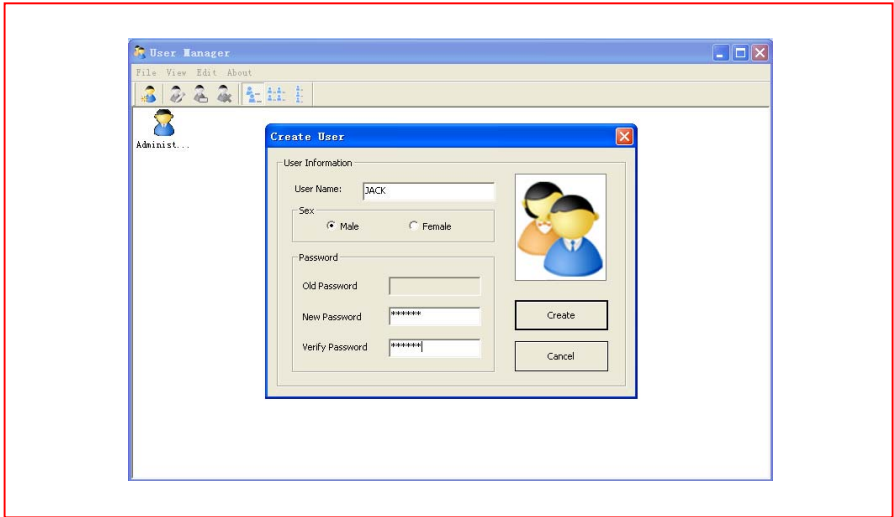 User Manager
File View Edit About
Administ...
Create User
User Information
User Name: JACK
Sex
Male Female
Password
Old Password
New Password ******
Verify Password ******
Create
Cancel